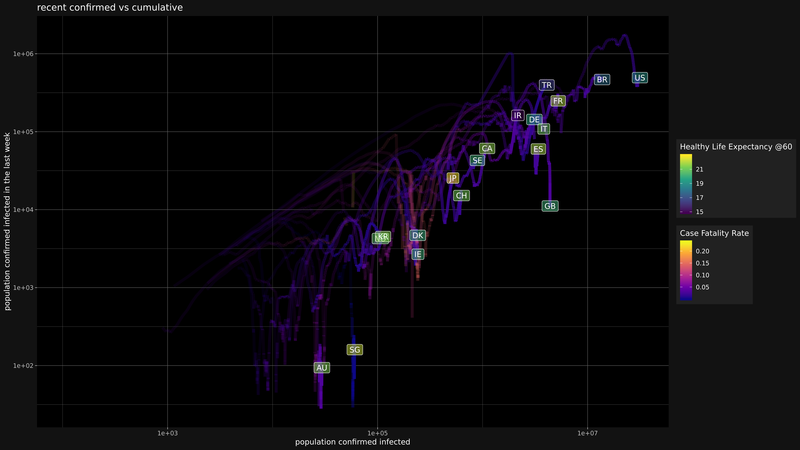 recent confirmed vs cumulative
1e+06
1e+05
1e+04
1e+03
1e+02
population confirmed infected in the last week
TR
BR
US
FR
IR
DE
IT
CA
ES
SE
JP
CH
GB
KR
DK
IE
SG
AU
1e+03
1e+05
1e+07
population confirmed infected
Healthy Life Expectancy @60
21
19
17
15
Case Fatality Rate
0.20
0.15
0.10
0.05